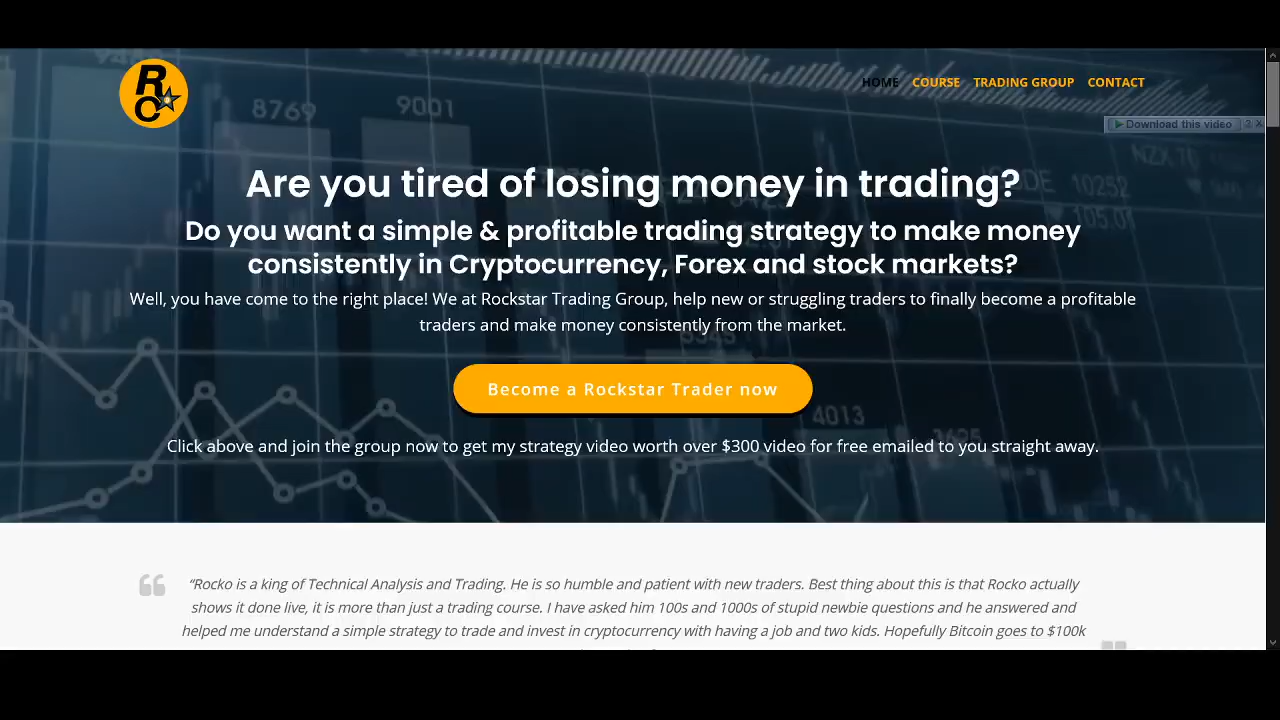 RC
HOME COURSE TRADING GROUP CONTACT
Download this video ? X
8769
9001
10252
105.01
Are you tired of losing money in trading?
Do you want a simple & profitable trading strategy to make money
consistently in Cryptocurrency, Forex and stock markets?
Well, you have come to the right place! We at Rockstar Trading Group, help new or struggling traders to finally become a profitable
traders and make money consistently from the market.
Become a Rockstar Trader now
4013
Click above and join the group now to get my strategy video worth over $300 video for free emailed to you straight away.
“Rocko is a king of Technical Analysis and Trading. He is so humble and patient with new traders. Best thing about this is that Rocko actually
shows it done live, it is more than just a trading course. I have asked him 100s and 1000s of stupid newbie questions and he answered and
helped me understand a simple strategy to trade and invest in cryptocurrency with having a job and two kids. Hopefully Bitcoin goes to $100k